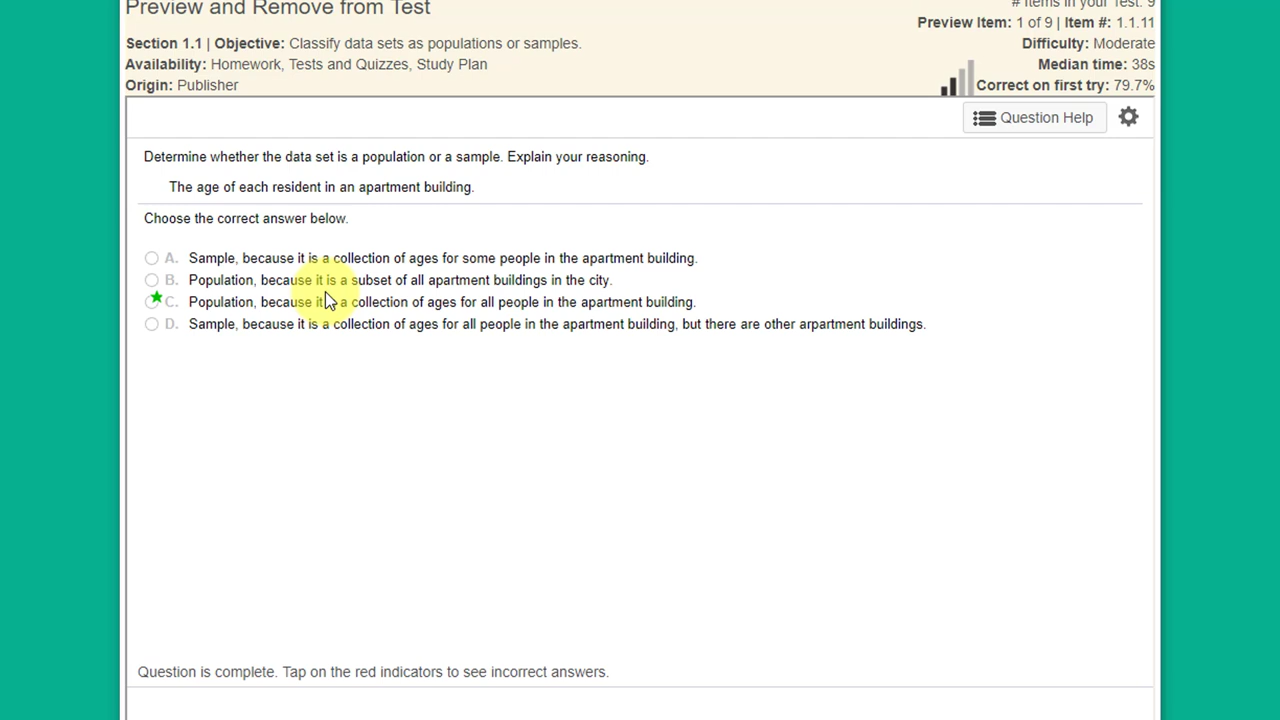 Preview and Remove from Test
# Items in your Test: 9
Preview Item: 1 of 9 | Item #: 1.1.11
Section 1.1 | Objective: Classify data sets as populations or samples.
Difficulty: Moderate
Availability: Homework, Tests and Quizzes, Study Plan
Median time: 38s
Origin: Publisher
Correct on first try: 79.7%
Question Help
Determine whether the data set is a population or a sample. Explain your reasoning.
The age of each resident in an apartment building.
Choose the correct answer below.
A. Sample, because it is a collection of ages for some people in the apartment building.
B. Population, because it is a subset of all apartment buildings in the city.
C. Population, because it is a collection of ages for all people in the apartment building.
D. Sample, because it is a collection of ages for all people in the apartment building, but there are other arpartment buildings.
Question is complete. Tap on the red indicators to see incorrect answers.